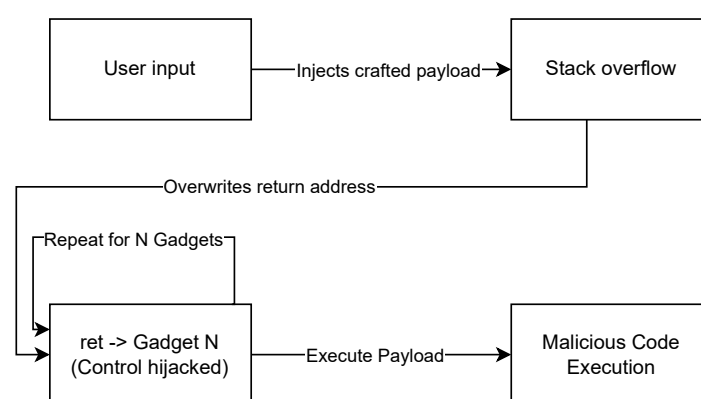 User input
Injects crafted payload
Stack overflow
Overwrites return address
Repeat for N Gadgets
ret -> Gadget N
(Control hijacked)
Execute Payload
Malicious Code
Execution